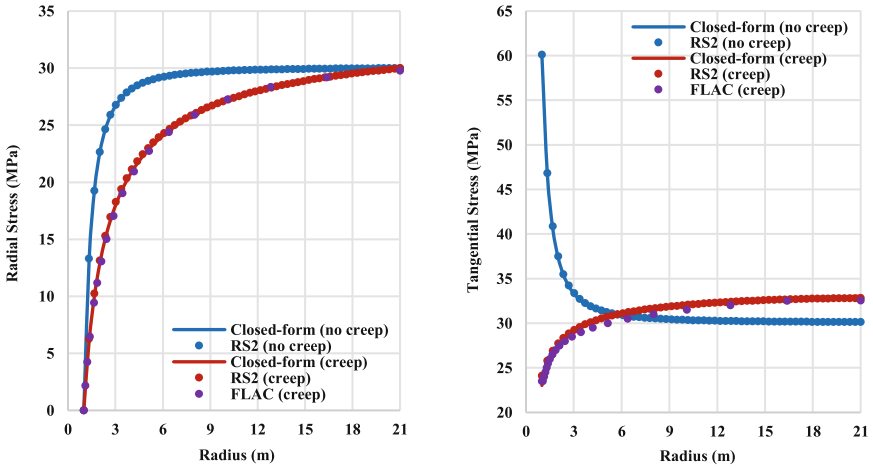 35
30
25
20
15
10
5
0
Radial Stress (MPa)
Closed-form (no creep)
RS2 (no creep)
Closed-form (creep)
RS2 (creep)
FLAC (creep)
0 3 6 9 12 15 18 21
Radius (m)
65
60
55
50
45
40
35
30
25
20
Tangential Stress (MPa)
Closed-form (no creep)
RS2 (no creep)
Closed-form (creep)
RS2 (creep)
FLAC (creep)
0 3 6 9 12 15 18 21
Radius (m)